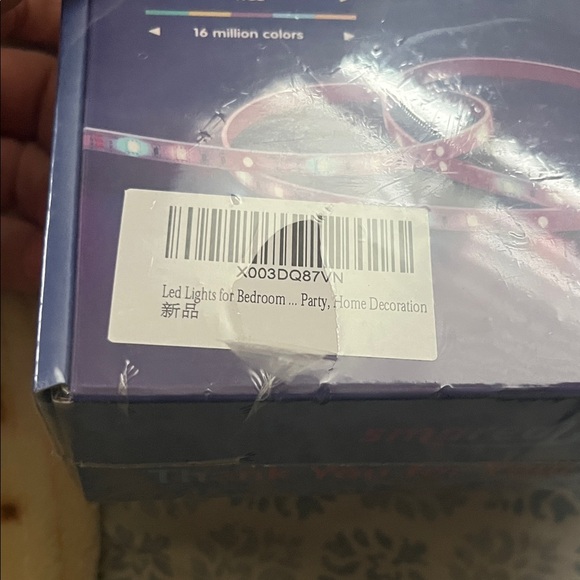 16 million colors
X003DQ87VN
Led Lights for Bedroom ... Party, Home Decoration
新品